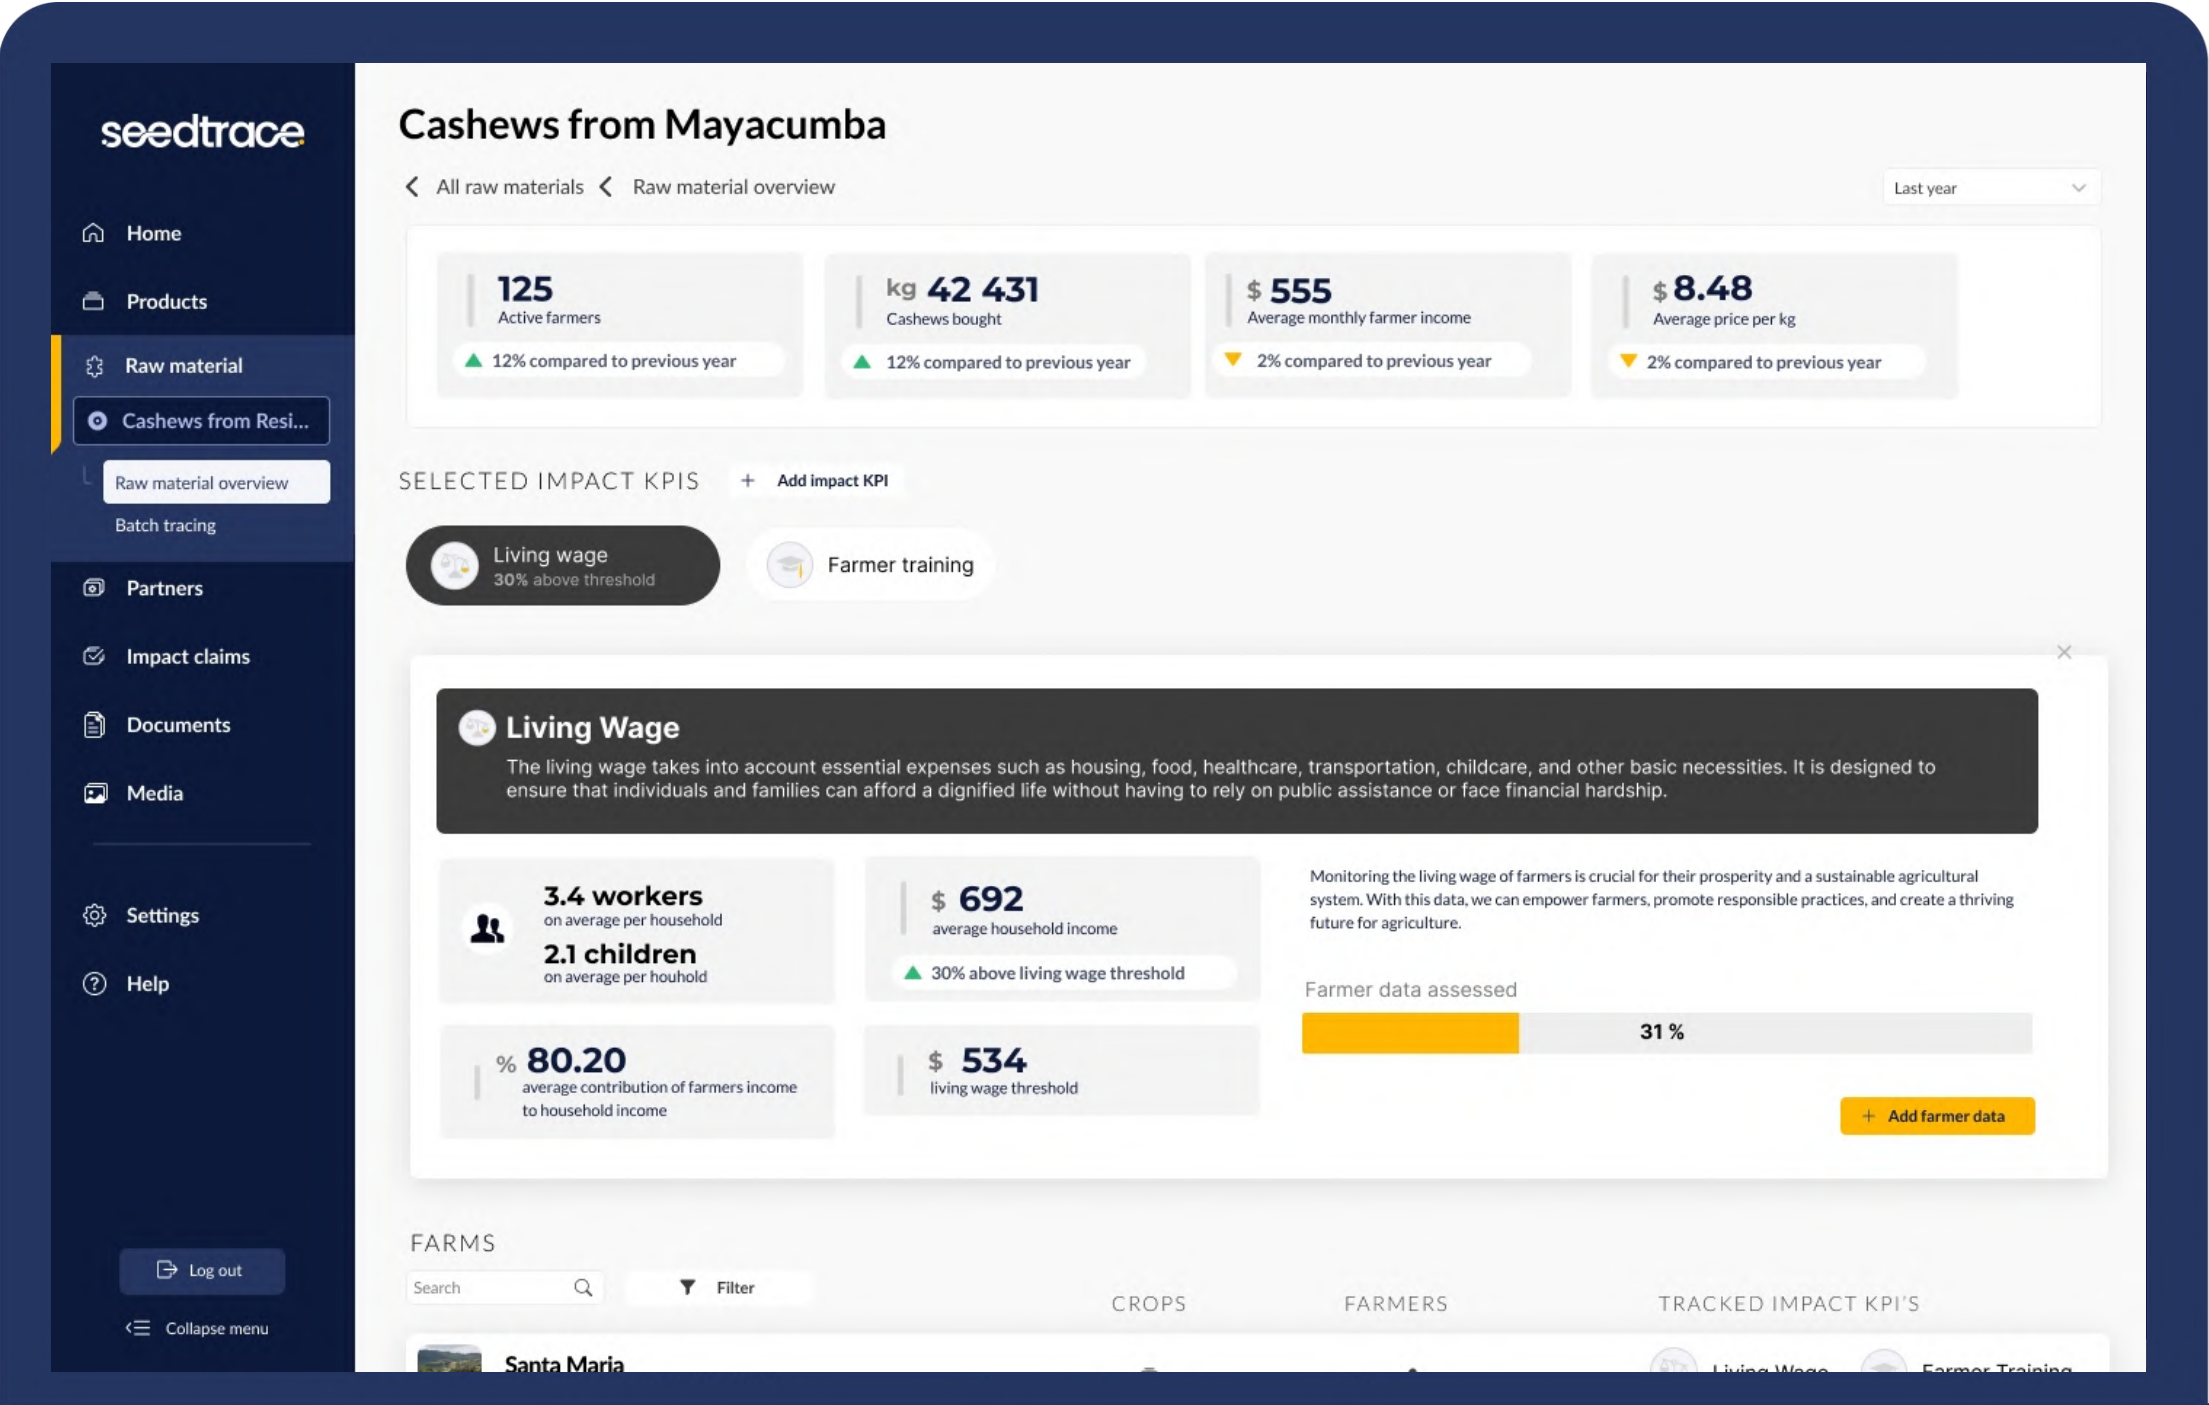 seedtrace
Home
Products
Raw material
Cashews from Resi...
Raw material overview
Batch tracing
Partners
Impact claims
Documents
Media
Settings
Help
Log out
Collapse menu
Cashews from Mayacumba
All raw materials
Raw material overview
Last year
125
Active farmers
12% compared to previous year
kg 42 431
Cashews bought
12% compared to previous year
$ 555
Average monthly farmer income
2% compared to previous year
$ 8.48
Average price per kg
2% compared to previous year
SELECTED IMPACT KPIS
+ Add impact KPI
Living wage
30% above threshold
Farmer training
Living Wage
The living wage takes into account essential expenses such as housing, food, healthcare, transportation, childcare, and other basic necessities. It is designed to
ensure that individuals and families can afford a dignified life without having to rely on public assistance or face financial hardship.
3.4 workers
on average per household
2.1 children
on average per houhold
$ 692
average household income
30% above living wage threshold
% 80.20
average contribution of farmers income
to household income
$ 534
living wage threshold
Monitoring the living wage of farmers is crucial for their prosperity and a sustainable agricultural
system. With this data, we can empower farmers, promote responsible practices, and create a thriving
future for agriculture.
Farmer data assessed
31 %
+ Add farmer data
FARMS
Search
Filter
CROPS
FARMERS
TRACKED IMPACT KPI'S
Santa Maria
Living Wage
Farmer Training